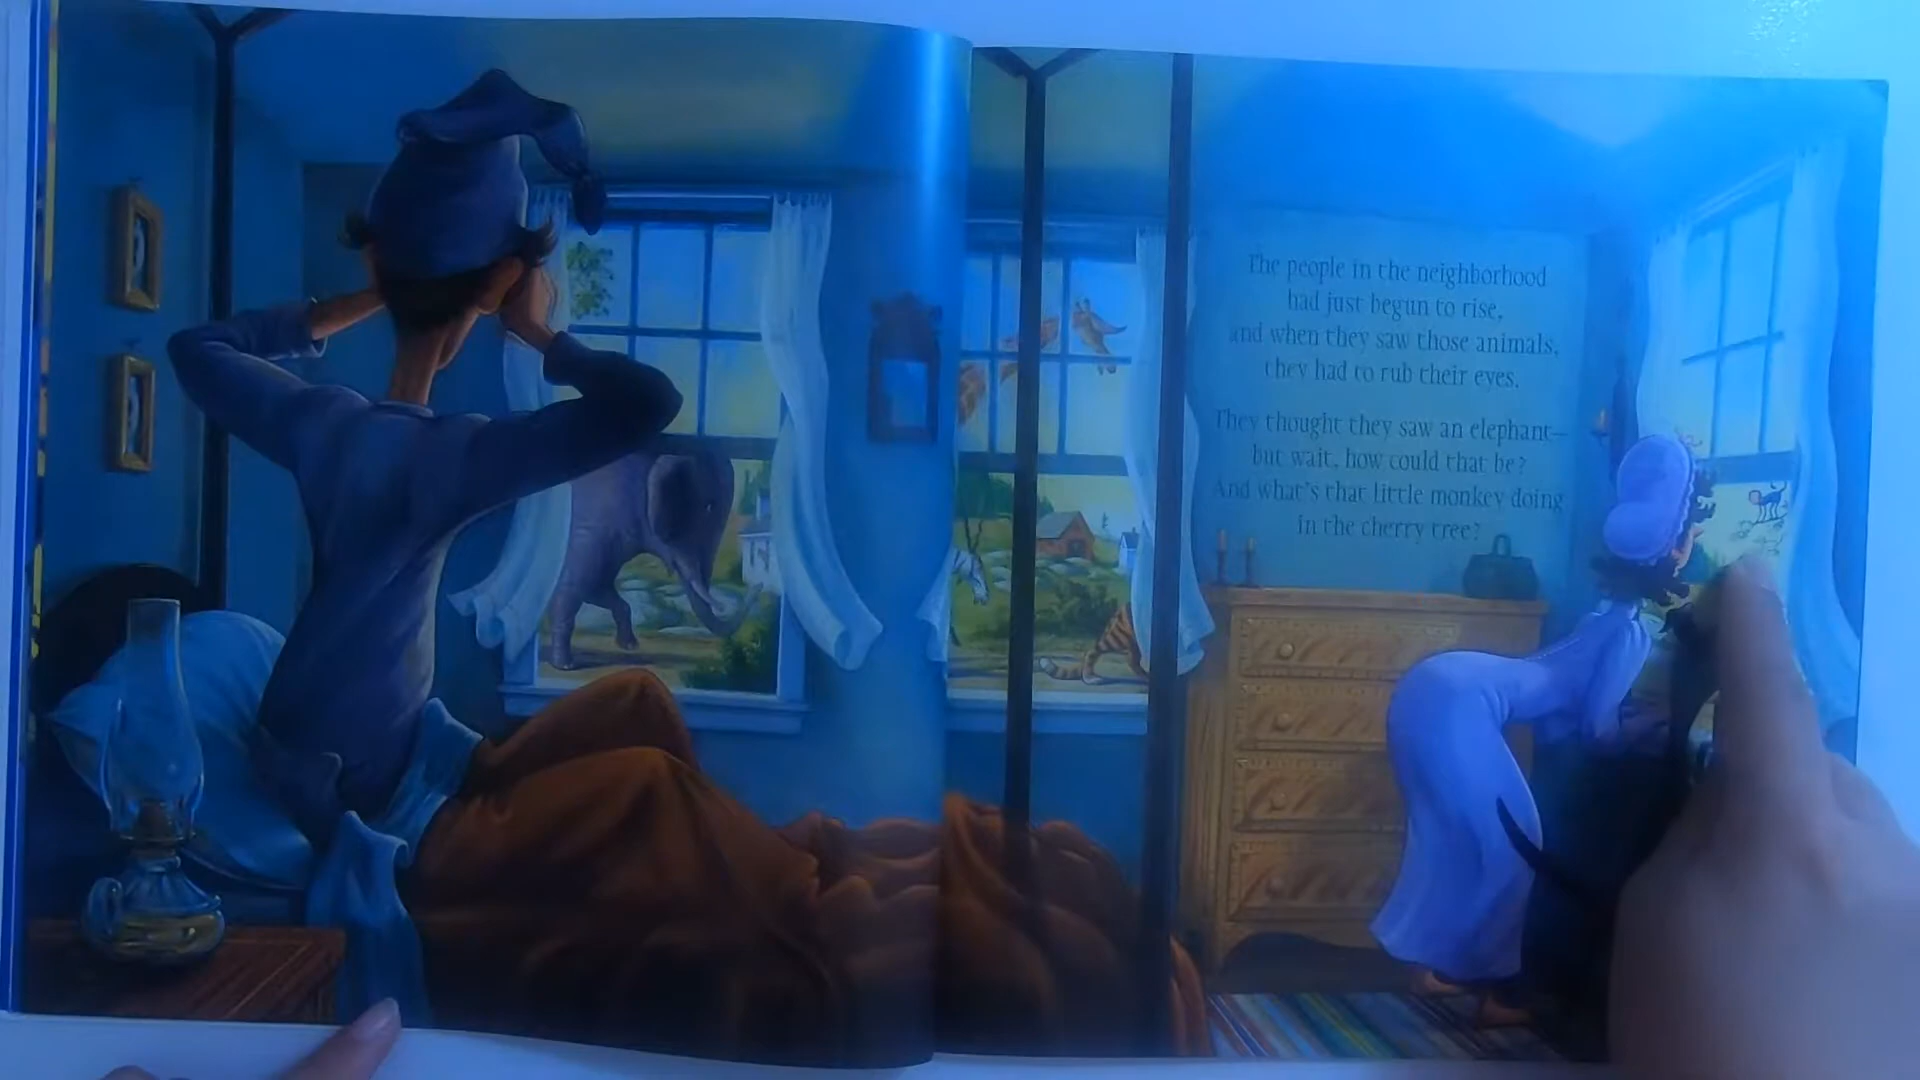 The people in the neighborhood
had just begun to rise,
and when they saw those animals,
they had to rub their eyes.
They thought they saw an elephant—
but wait, how could that be?
And what's that little monkey doing
in the cherry tree?